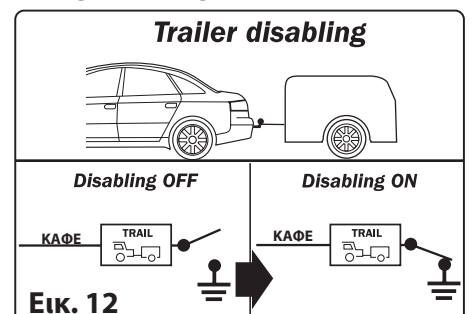 Trailer disabling
Disabling OFF
Disabling ON
ΚΑΦΕ
TRAIL
ΚΑΦΕ
TRAIL
Εικ. 12